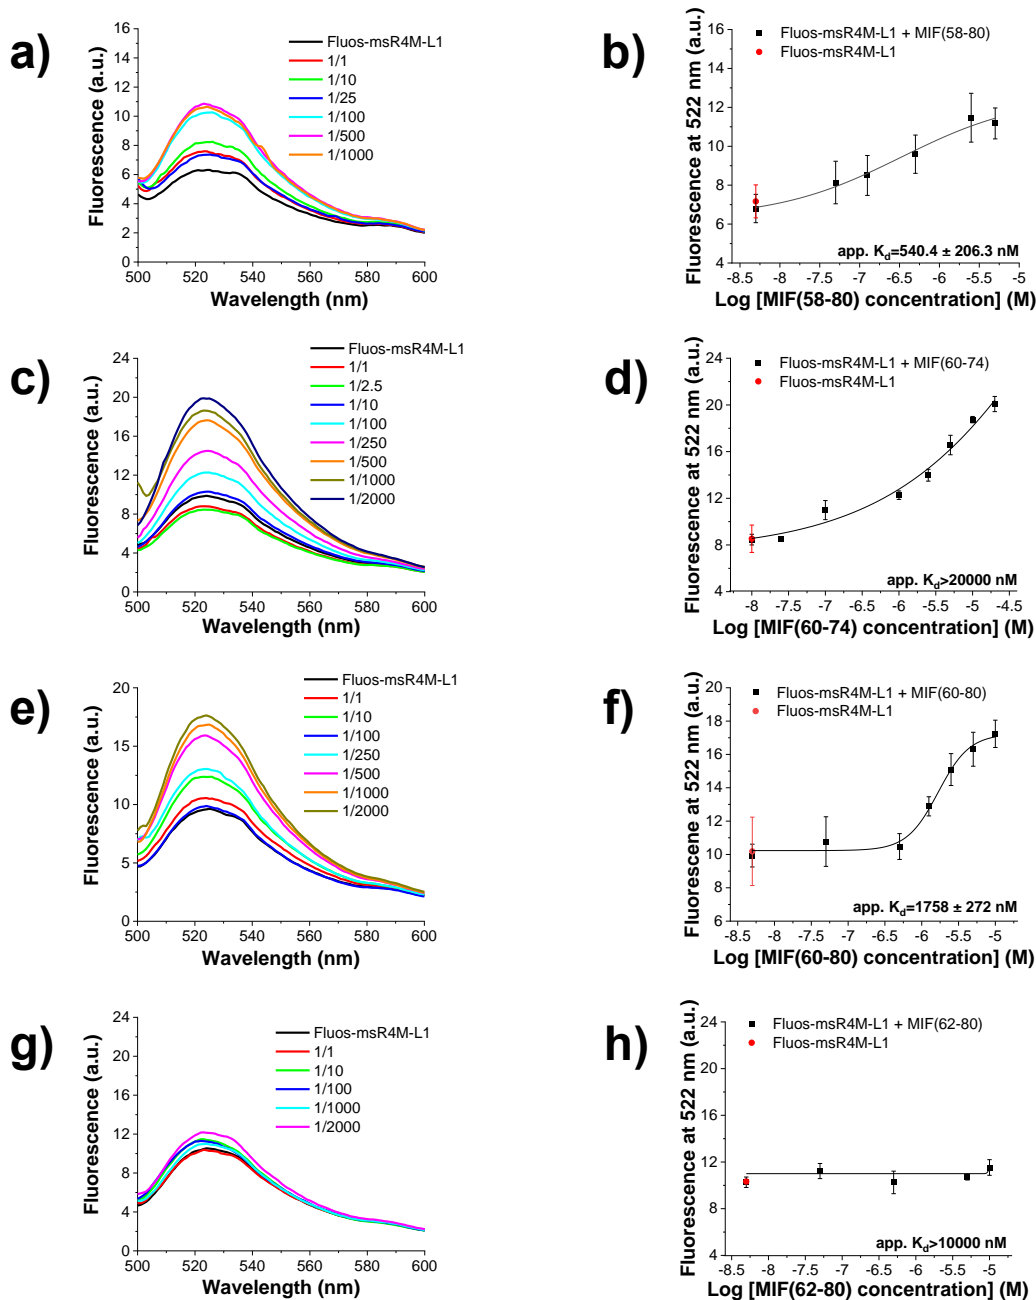 a)
Fluorescence (a.u.)
16
14
12
10
8
6
4
2
0
500 520 540 560 580 600
Wavelength (nm)
Fluos-msR4M-L1
1/1
1/10
1/25
1/100
1/500
1/1000
b)
Fluorescence at 522 nm (a.u.)
16
14
12
10
8
6
4
-8.5 -8 -7.5 -7 -6.5 -6 -5.5 -5
Log [MIF(58-80) concentration] (M)
Fluos-msR4M-L1 + MIF(58-80)
Fluos-msR4M-L1
app. Kd=540.4 ± 206.3 nM
c)
Fluorescence (a.u.)
24
20
16
12
8
4
0
500 520 540 560 580 600
Wavelength (nm)
Fluos-msR4M-L1
1/1
1/2.5
1/10
1/100
1/250
1/500
1/1000
1/2000
d)
Fluorescence at 522 nm (a.u.)
24
20
16
12
8
4
-8 -7.5 -7 -6.5 -6 -5.5 -5 -4.5
Log [MIF(60-74) concentration] (M)
Fluos-msR4M-L1 + MIF(60-74)
Fluos-msR4M-L1
app. Kd>20000 nM
e)
Fluorescence (a.u.)
20
15
10
5
0
500 520 540 560 580 600
Wavelength (nm)
Fluos-msR4M-L1
1/1
1/10
1/100
1/250
1/500
1/1000
1/2000
f)
Fluorescene at 522 nm (a.u.)
20
18
16
14
12
10
8
6
-8.5 -8 -7.5 -7 -6.5 -6 -5.5 -5
Log [MIF(60-80) concentration] (M)
Fluos-msR4M-L1 + MIF(60-80)
Fluos-msR4M-L1
app. Kd=1758 ± 272 nM
g)
Fluorescence (a.u.)
24
20
16
12
8
4
0
500 520 540 560 580 600
Wavelength (nm)
Fluos-msR4M-L1
1/1
1/10
1/100
1/1000
1/2000
h)
Fluorescence at 522 nm (a.u.)
24
20
16
12
8
4
-8.5 -8 -7.5 -7 -6.5 -6 -5.5 -5
Log [MIF(62-80) concentration] (M)
Fluos-msR4M-L1 + MIF(62-80)
Fluos-msR4M-L1
app. Kd>10000 nM